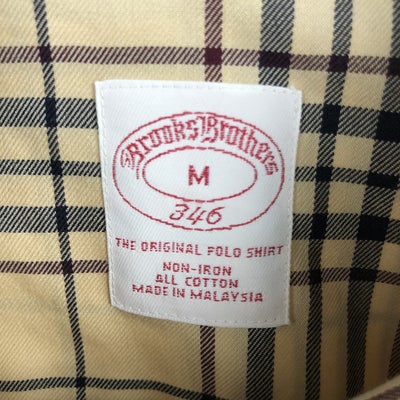 Brooks Brothers
M
346
THE ORIGINAL POLO SHIRT
NON-IRON
ALL COTTON
MADE IN MALAYSIA